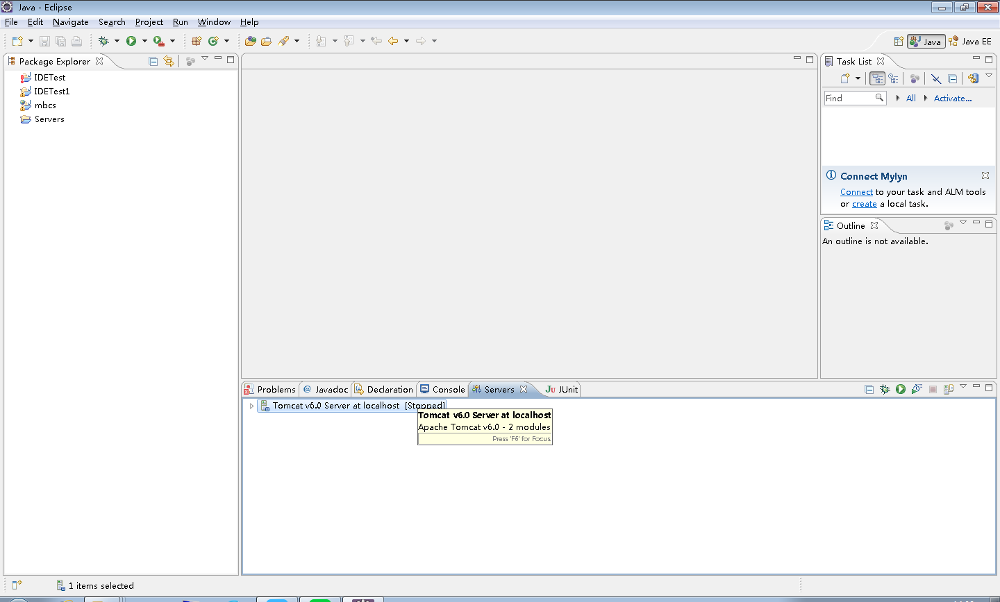 Java - Eclipse
File Edit Navigate Search Project Run Window Help
Java Java EE
Package Explorer
IDETest
IDETest1
mbcs
Servers
Task List
Find All Activate...
Connect Mylyn
Connect to your task and ALM tools
or create a local task.
Outline
An outline is not available.
Problems @ Javadoc Declaration Console Servers JU JUnit
Tomcat v6.0 Server at localhost [Stopped]
Tomcat v6.0 Server at localhost
Apache Tomcat v6.0 - 2 modules
Press 'F6' for Focus.
1 items selected